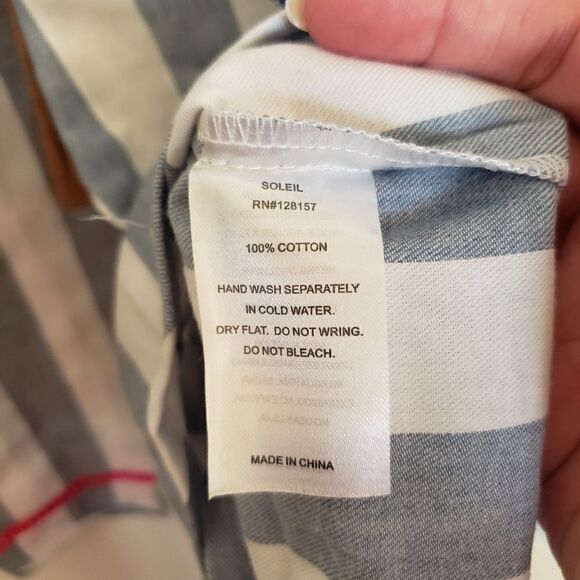 SOLEIL
RN#128157
100% COTTON
HAND WASH SEPARATELY
IN COLD WATER.
DRY FLAT. DO NOT WRING.
DO NOT BLEACH.
MADE IN CHINA